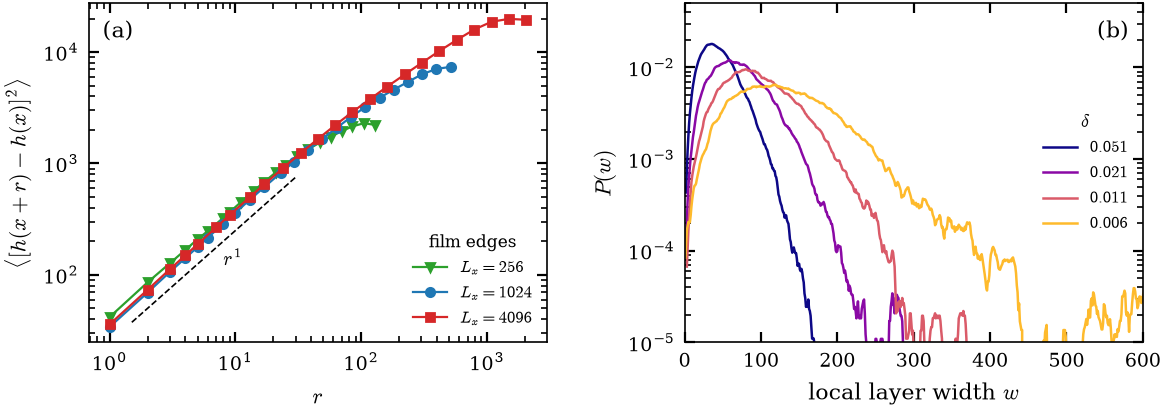 (a)
10^4
10^3
10^2
⟨[h(x + r) − h(x)]^2⟩
r^1
film edges
L_x = 256
L_x = 1024
L_x = 4096
10^0
10^1
10^2
10^3
r
(b)
10^−2
10^−3
10^−4
10^−5
P(w)
δ
0.051
0.021
0.011
0.006
0
100
200
300
400
500
600
local layer width w